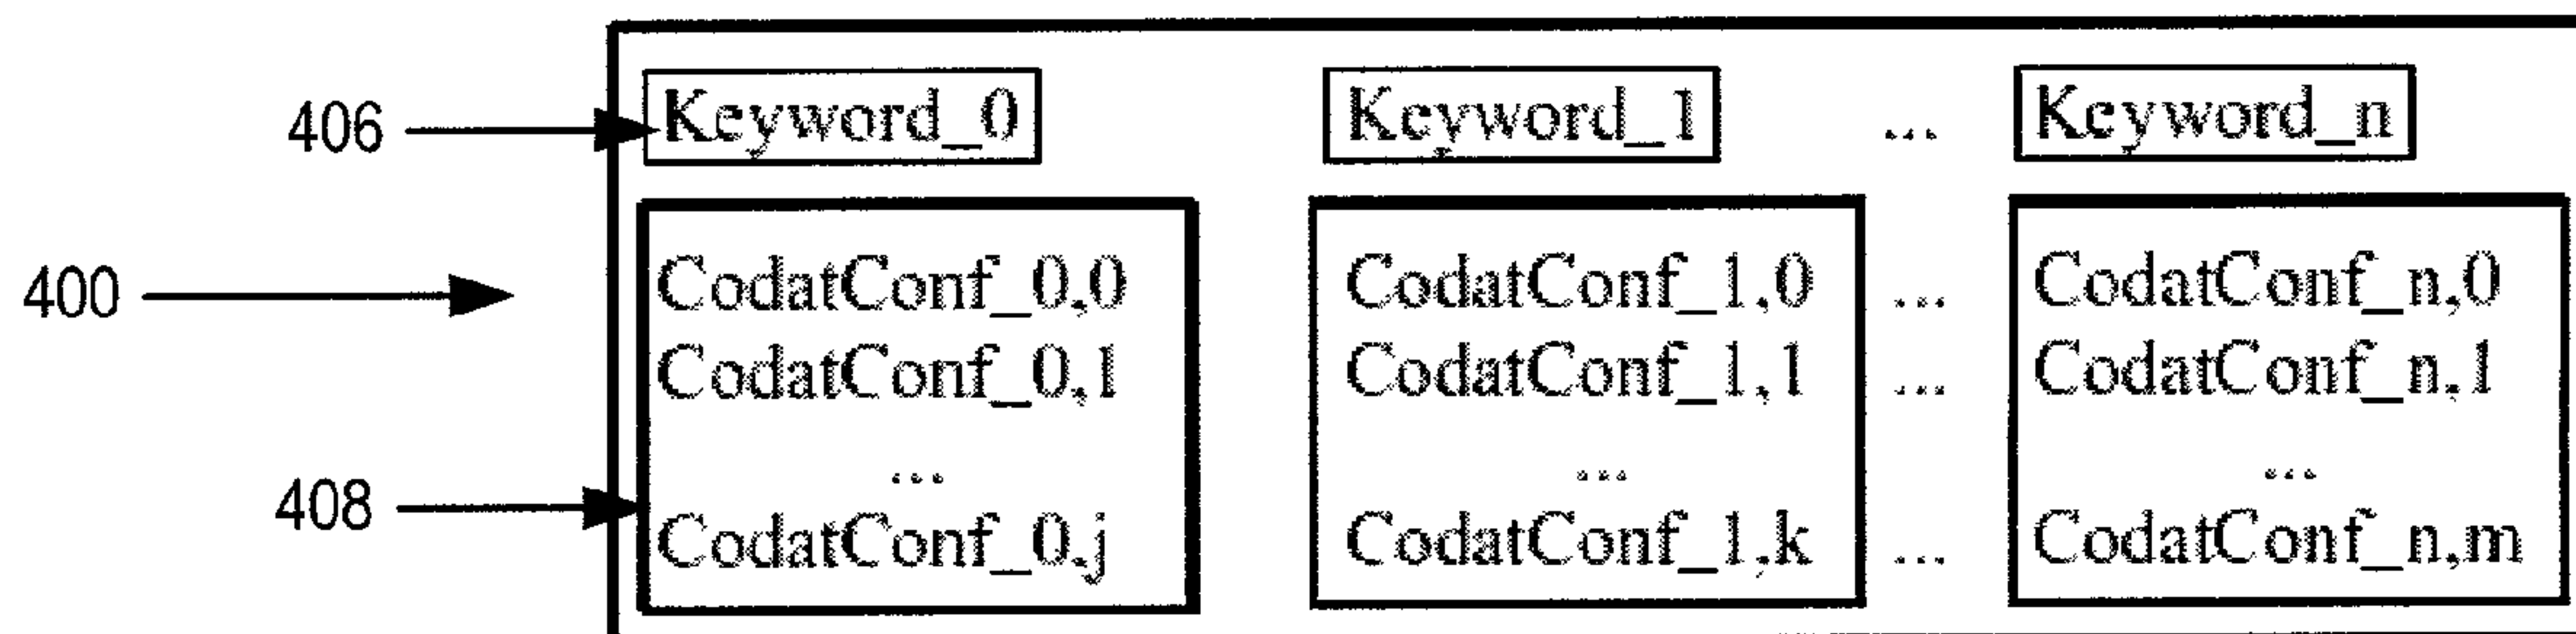 406 Keyword_0 Keyword_1 ... Keyword_n
400 CodatConf_0,0 CodatConf_1,0 ... CodatConf_n,0
CodatConf_0,1 CodatConf_1,1 ... CodatConf_n,1
... ... ...
408 CodatConf_0,j CodatConf_1,k ... CodatConf_n,m